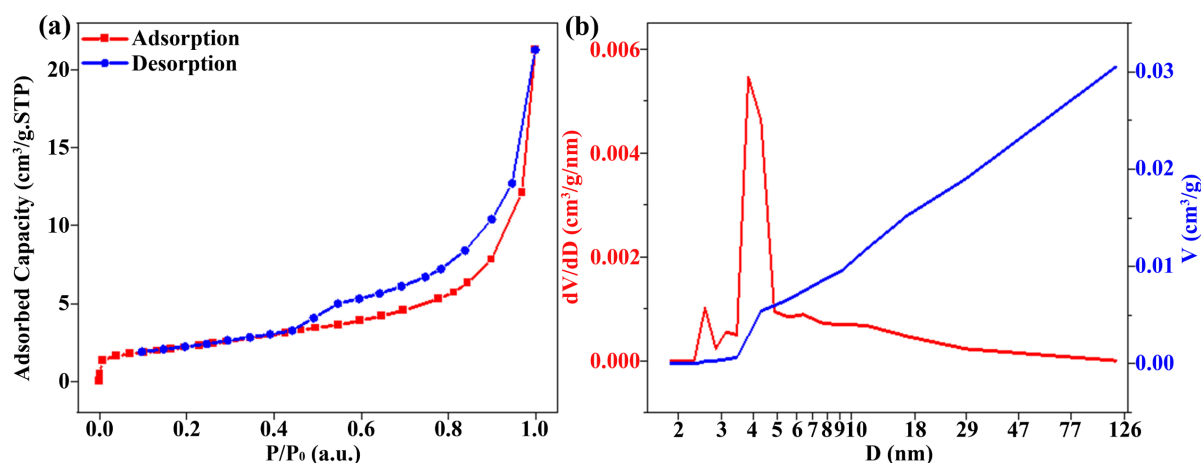 (a)
Adsorption
Desorption
Adsorbed Capacity (cm³/g.STP)
20
15
10
5
0
0.0 0.2 0.4 0.6 0.8 1.0
P/P₀ (a.u.)
(b)
dV/dD (cm³/g/nm)
0.006
0.004
0.002
0.000
2 3 4 5 6 7 8 9 10 18 29 47 77 126
D (nm)
0.03
0.02
0.01
0.00
V (cm³/g)